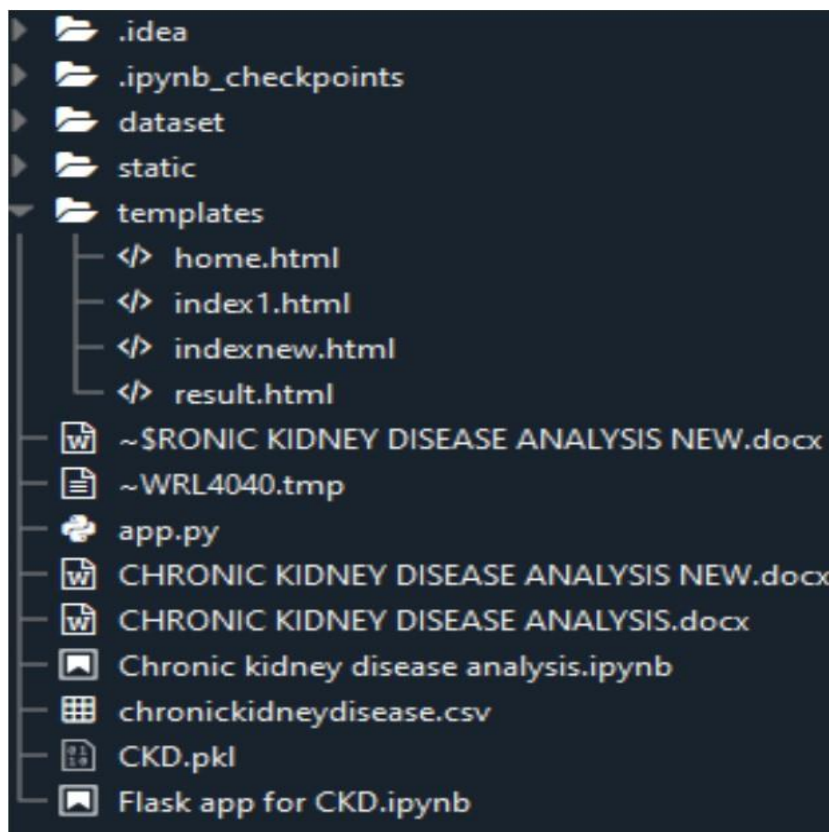 .idea
.ipynb_checkpoints
dataset
static
templates
</> home.html
</> index1.html
</> indexnew.html
</> result.html
~$RONIC KIDNEY DISEASE ANALYSIS NEW.docx
~WRL4040.tmp
app.py
CHRONIC KIDNEY DISEASE ANALYSIS NEW.docx
CHRONIC KIDNEY DISEASE ANALYSIS.docx
Chronic kidney disease analysis.ipynb
chronickidneydisease.csv
CKD.pkl
Flask app for CKD.ipynb